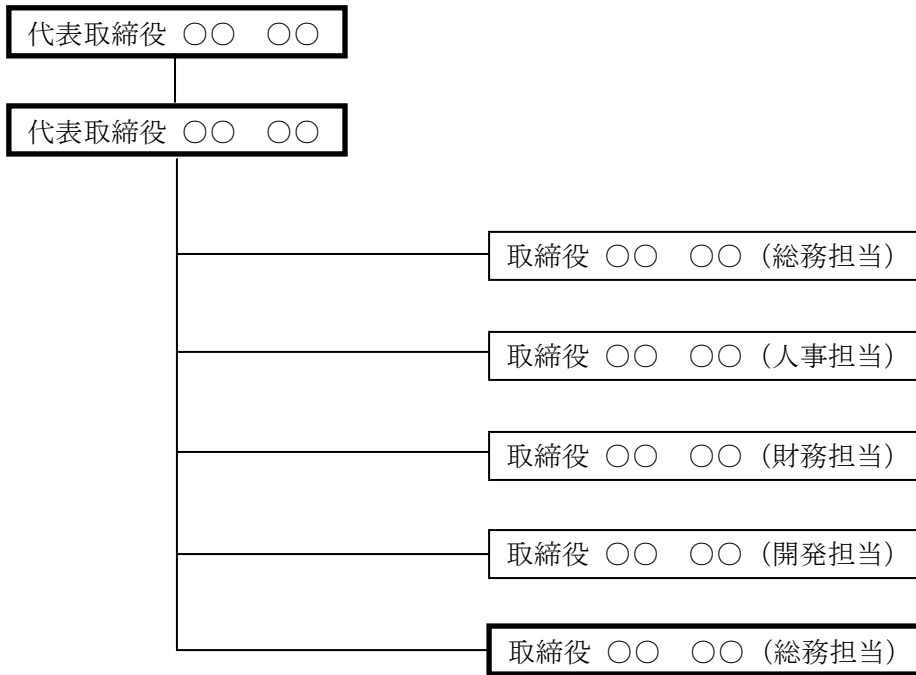 代表取締役 ○○　○○
代表取締役 ○○　○○
取締役 ○○　○○（総務担当）
取締役 ○○　○○（人事担当）
取締役 ○○　○○（財務担当）
取締役 ○○　○○（開発担当）
取締役 ○○　○○（総務担当）